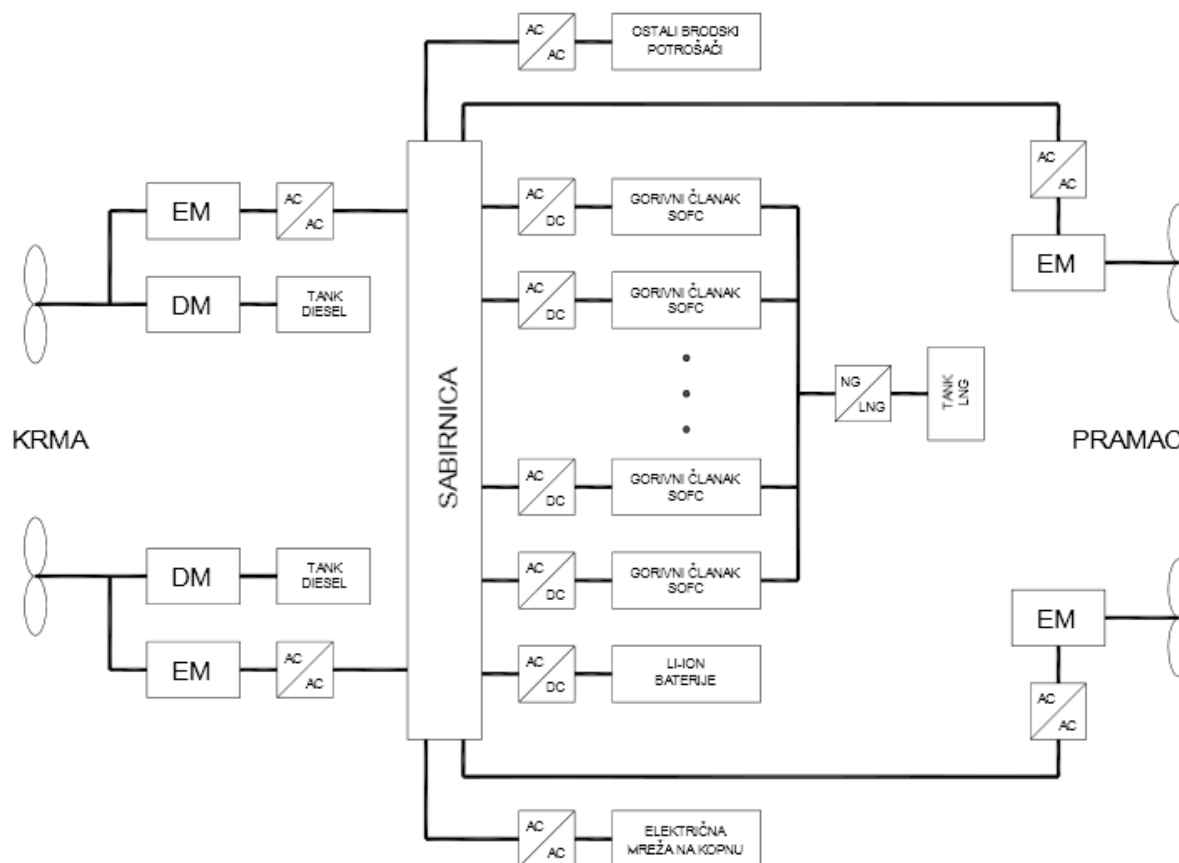 AC
AC
OSTALI BRODSKI
POTROŠAČI
AC
AC
EM
AC
AC
AC
DC
GORIVNI ČLANAK
SOFC
EM
DM
TANK
DIESEL
AC
DC
GORIVNI ČLANAK
SOFC
NG
LNG
TANK
LNG
KRMA
SABIRNICA
PRAMAC
AC
DC
GORIVNI ČLANAK
SOFC
DM
TANK
DIESEL
AC
DC
GORIVNI ČLANAK
SOFC
EM
EM
AC
AC
AC
DC
LI-ION
BATERIJE
AC
AC
AC
AC
ELEKTRIČNA
MREŽA NA KOPNU